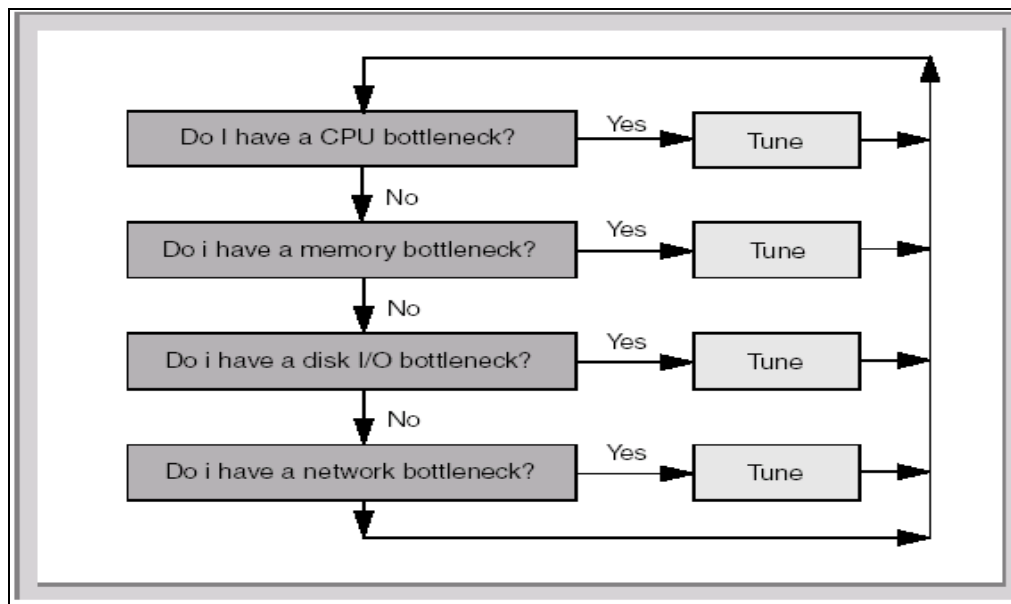 Do I have a CPU bottleneck?
Yes
Tune
No
Do i have a memory bottleneck?
Yes
Tune
No
Do i have a disk I/O bottleneck?
Yes
Tune
No
Do i have a network bottleneck?
Yes
Tune